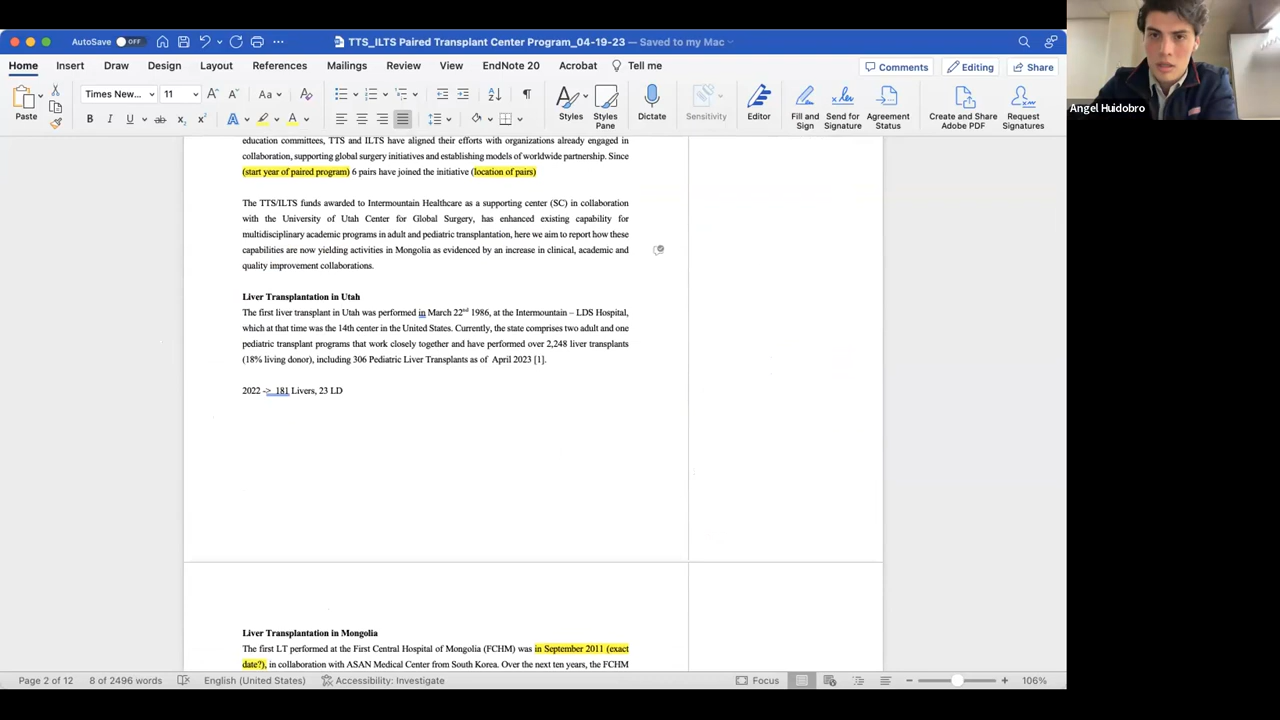 AutoSave OFF TTS_ILTS Paired Transplant Center Program_04-19-23 — Saved to my Mac
Angel Huidobro
Home Insert Draw Design Layout References Mailings Review View EndNote 20 Acrobat Tell me Comments Editing Share
Paste Times New... 11 Styles Styles Pane Dictate Sensitivity Editor Fill and Sign Send for Signature Agreement Status Create and Share Adobe PDF Request Signatures
education committees, TTS and ILTS have aligned their efforts with organizations already engaged in
collaboration, supporting global surgery initiatives and establishing models of worldwide partnership. Since
(start year of paired program) 6 pairs have joined the initiative (location of pairs)
The TTS/ILTS funds awarded to Intermountain Healthcare as a supporting center (SC) in collaboration
with the University of Utah Center for Global Surgery, has enhanced existing capability for
multidisciplinary academic programs in adult and pediatric transplantation, here we aim to report how these
capabilities are now yielding activities in Mongolia as evidenced by an increase in clinical, academic and
quality improvement collaborations.
Liver Transplantation in Utah
The first liver transplant in Utah was performed in March 22nd 1986, at the Intermountain – LDS Hospital,
which at that time was the 14th center in the United States. Currently, the state comprises two adult and one
pediatric transplant programs that work closely together and have performed over 2,248 liver transplants
(18% living donor), including 306 Pediatric Liver Transplants as of April 2023 [1].
2022 -> 181 Livers, 23 LD
Liver Transplantation in Mongolia
The first LT performed at the First Central Hospital of Mongolia (FCHM) was in September 2011 (exact
date?), in collaboration with ASAN Medical Center from South Korea. Over the next ten years, the FCHM
Page 2 of 12 8 of 2496 words English (United States) Accessibility: Investigate Focus 106%